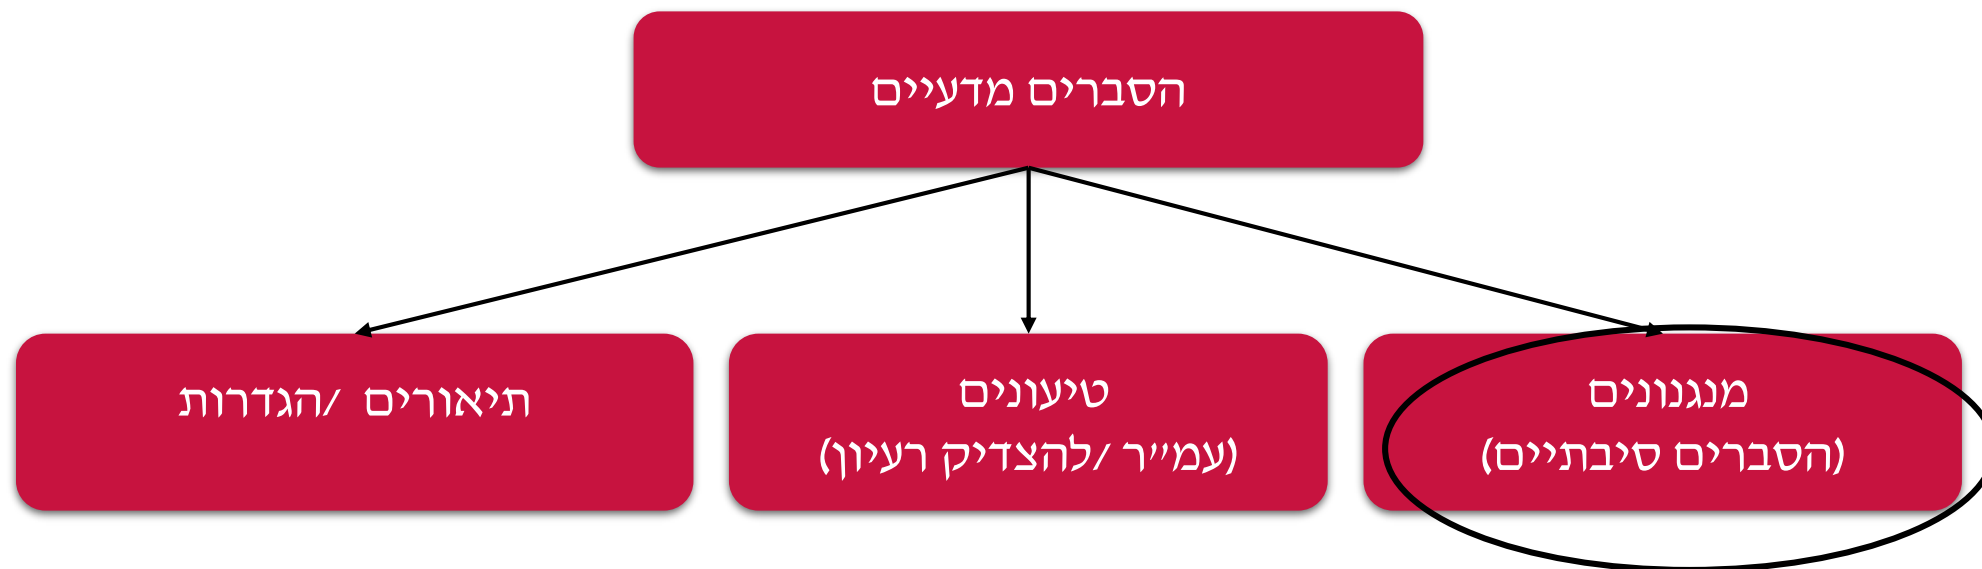 הסברים מדעיים
מנגנונים
(הסברים סיבתיים)
טיעונים
(עמ״ר /להצדיק רעיון)
תיאורים /הגדרות